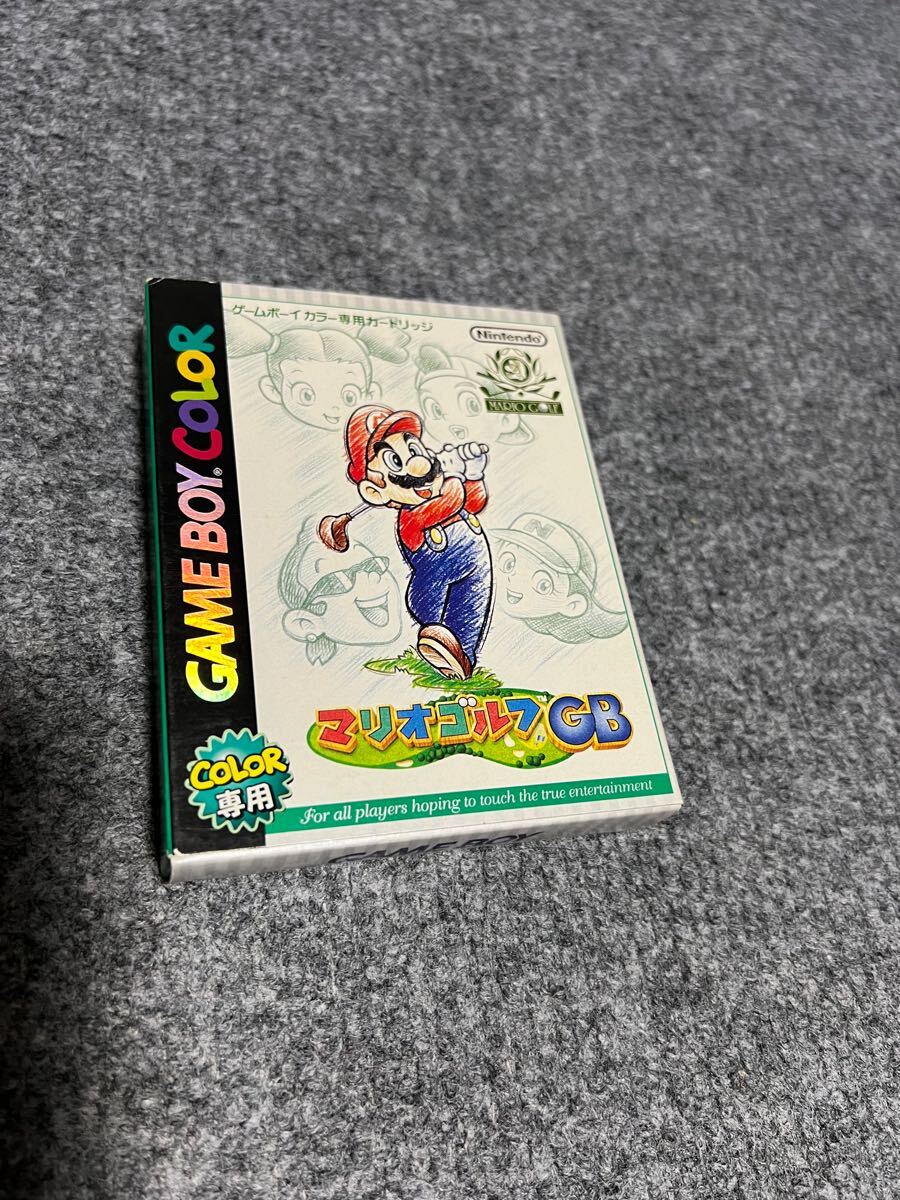 ゲームボーイカラー専用カードリッジ
Nintendo
MARIO GOLF
GAME BOY® COLOR
M
N
マリオゴルフGB
COLOR
専用
For all players hoping to touch the true entertainment
GAME BOY